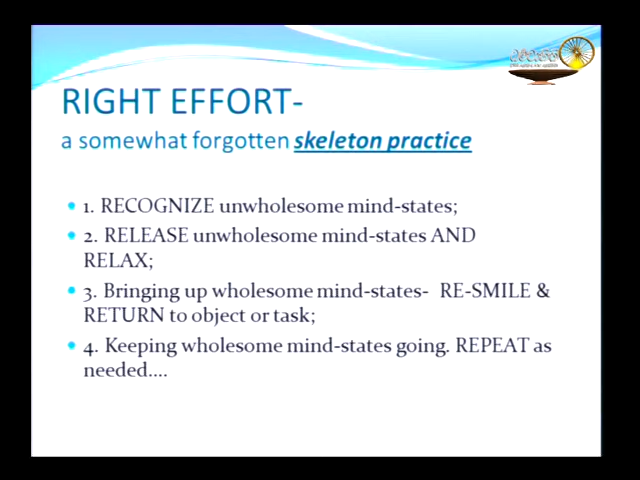 RIGHT EFFORT-
a somewhat forgotten skeleton practice
1. RECOGNIZE unwholesome mind-states;
2. RELEASE unwholesome mind-states AND
RELAX;
3. Bringing up wholesome mind-states- RE-SMILE &
RETURN to object or task;
4. Keeping wholesome mind-states going. REPEAT as
needed....